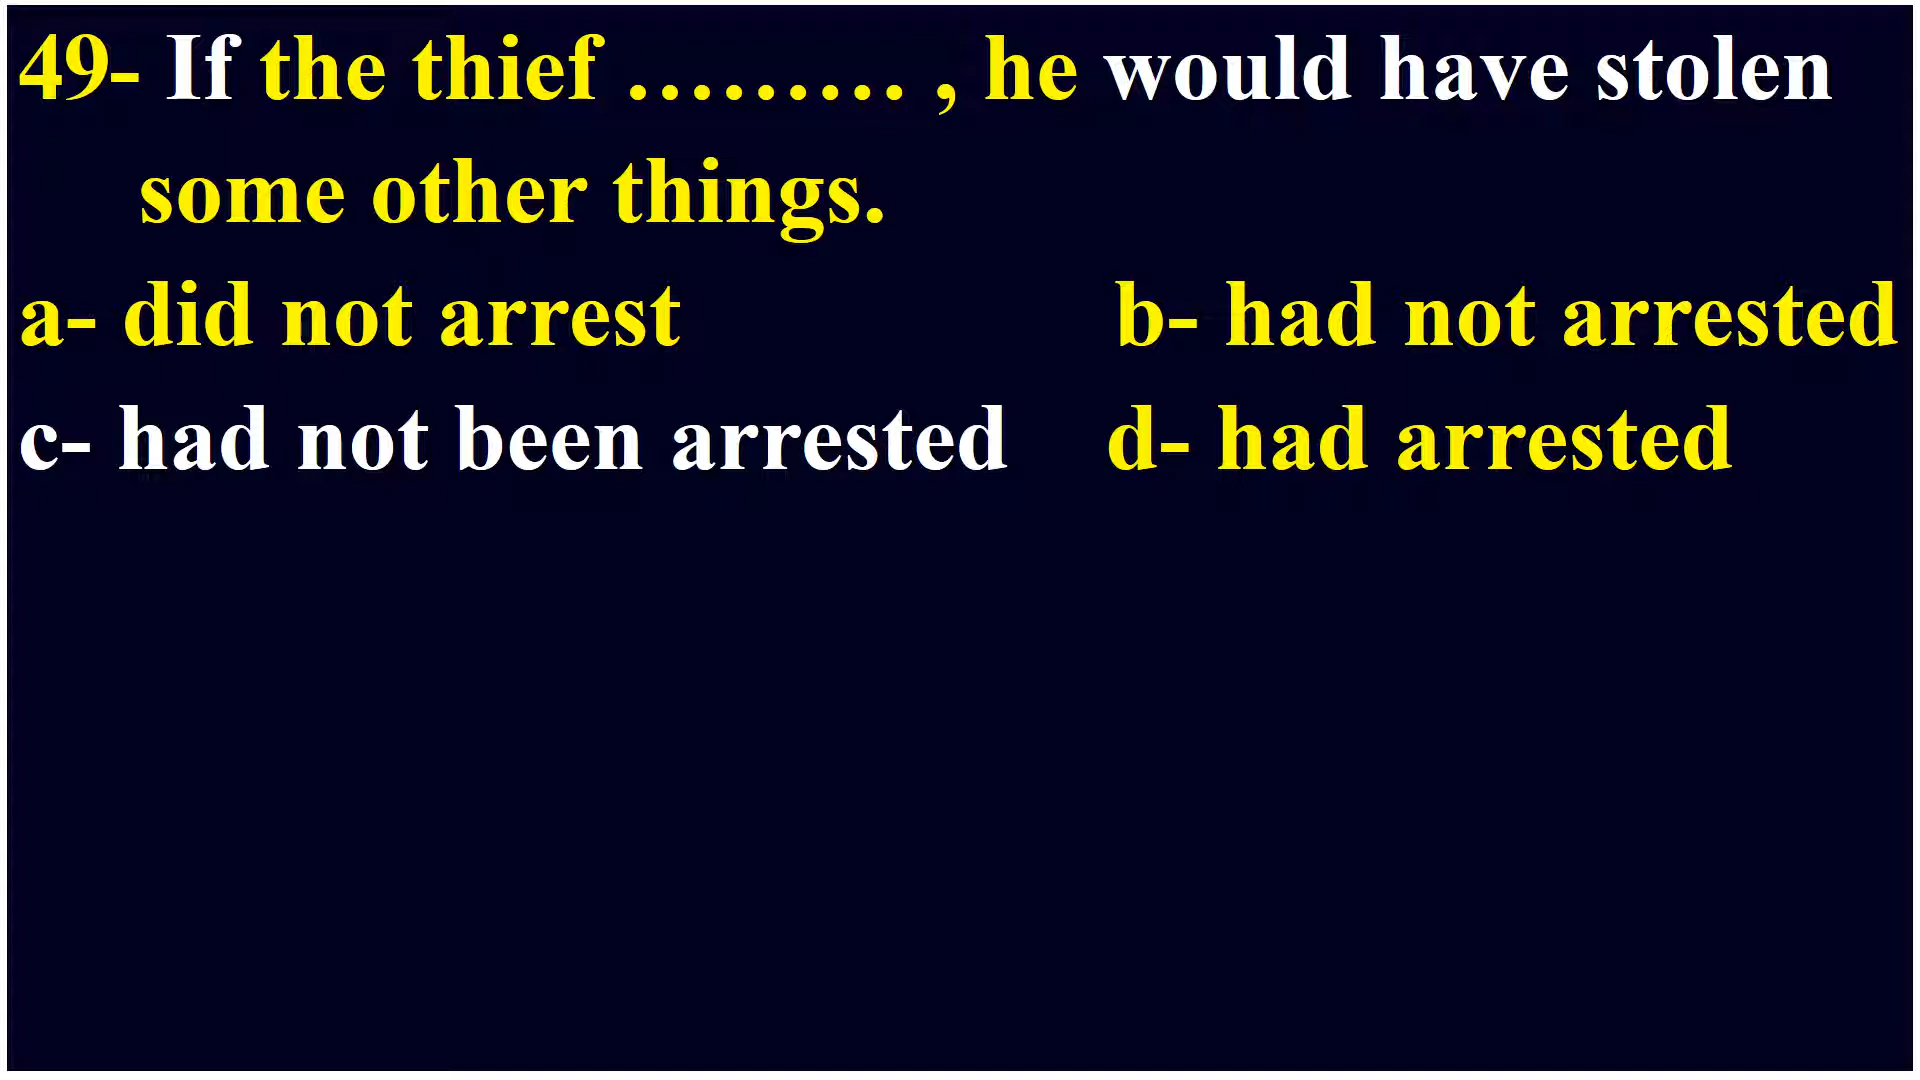 49- If the thief ……… , he would have stolen
some other things.
a- did not arrest b- had not arrested
c- had not been arrested d- had arrested